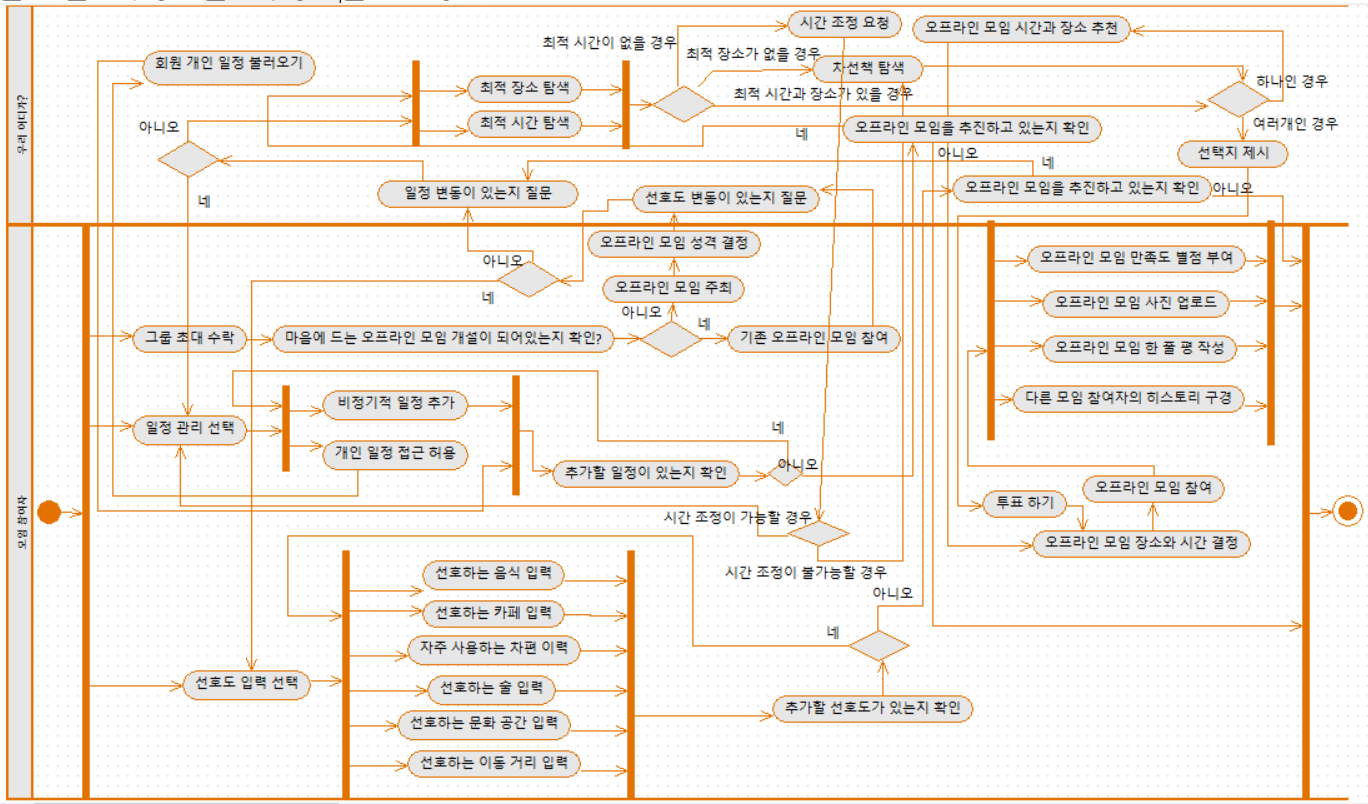 우리 어디가?
시간 조정 요청
오프라인 모임 시간과 장소 추천
최적 시간이 없을 경우
최적 장소가 없을 경우
회원 개인 일정 불러오기
차선책 탐색
하나인 경우
최적 장소 탐색
최적 시간과 장소가 있을 경우
최적 시간 탐색
아니오
네
오프라인 모임을 추진하고 있는지 확인
여러개인 경우
아니오
선택지 제시
네
일정 변동이 있는지 질문
선호도 변동이 있는지 질문
오프라인 모임을 추진하고 있는지 확인
아니오
네
모임 참여자
오프라인 모임 성격 결정
아니오
네
오프라인 모임 만족도 별점 부여
오프라인 모임 주최
오프라인 모임 사진 업로드
아니오
네
그룹 초대 수락
마음에 드는 오프라인 모임 개설이 되어있는지 확인?
기존 오프라인 모임 참여
오프라인 모임 한 쭐 평 작성
비정기적 일정 추가
다른 모임 참여자의 히스토리 구경
일정 관리 선택
네
개인 일정 접근 허용
추가할 일정이 있는지 확인
아니오
오프라인 모임 참여
투표 하기
시간 조정이 가능할 경우
오프라인 모임 장소와 시간 결정
시간 조정이 불가능할 경우
선호하는 음식 입력
아니오
선호하는 카페 입력
네
자주 사용하는 차편 이력
선호도 입력 선택
선호하는 술 입력
추가할 선호도가 있는지 확인
선호하는 문화 공간 입력
선호하는 이동 거리 입력